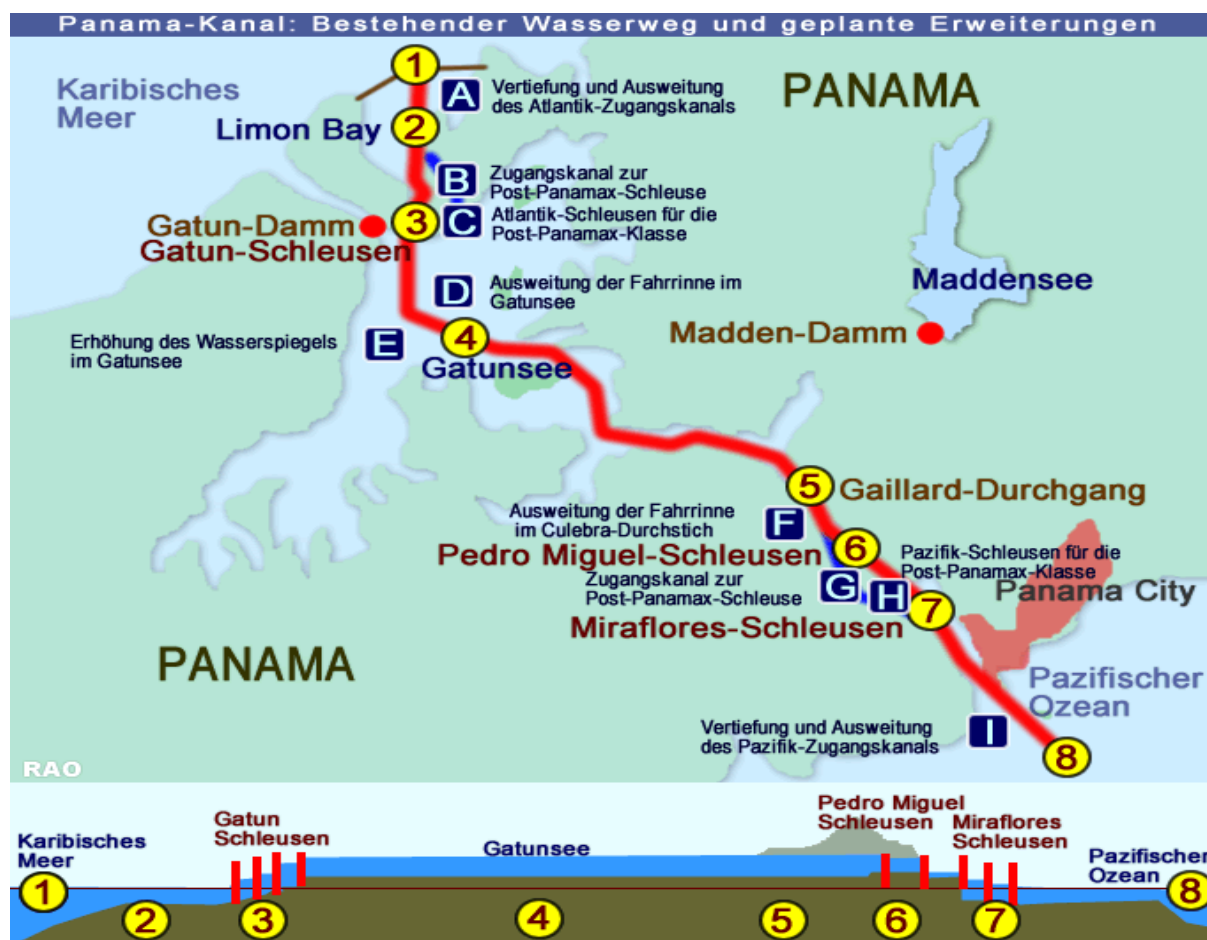 Panama-Kanal: Bestehender Wasserweg und geplante Erweiterungen
1
Karibisches
Meer
A
Vertiefung und Ausweitung
des Atlantik-Zugangskanals
PANAMA
Limon Bay
2
B
Zugangskanal zur
Post-Panamax-Schleuse
Gatun-Damm
3
C
Atlantik-Schleusen für die
Post-Panamax-Klasse
Gatun-Schleusen
D
Ausweitung der Fahrrinne im
Gatunsee
Maddensee
Madden-Damm
Erhöhung des Wasserspiegels
im Gatunsee
E
4
Gatunsee
5
Gaillard-Durchgang
Ausweitung der Fahrrinne
im Culebra-Durchstich
F
Pedro Miguel-Schleusen
6
Pazifik-Schleusen für die
Post-Panamax-Klasse
Zugangskanal zur
Post-Panamax-Schleuse
G
H
7
Panama City
Miraflores-Schleusen
PANAMA
Pazifischer
Ozean
Vertiefung und Ausweitung
des Pazifik-Zugangskanals
I
8
RAO
Karibisches
Meer
Gatun
Schleusen
Gatunsee
Pedro Miguel
Schleusen
Miraflores
Schleusen
Pazifischer
Ozean
1
2
3
4
5
6
7
8